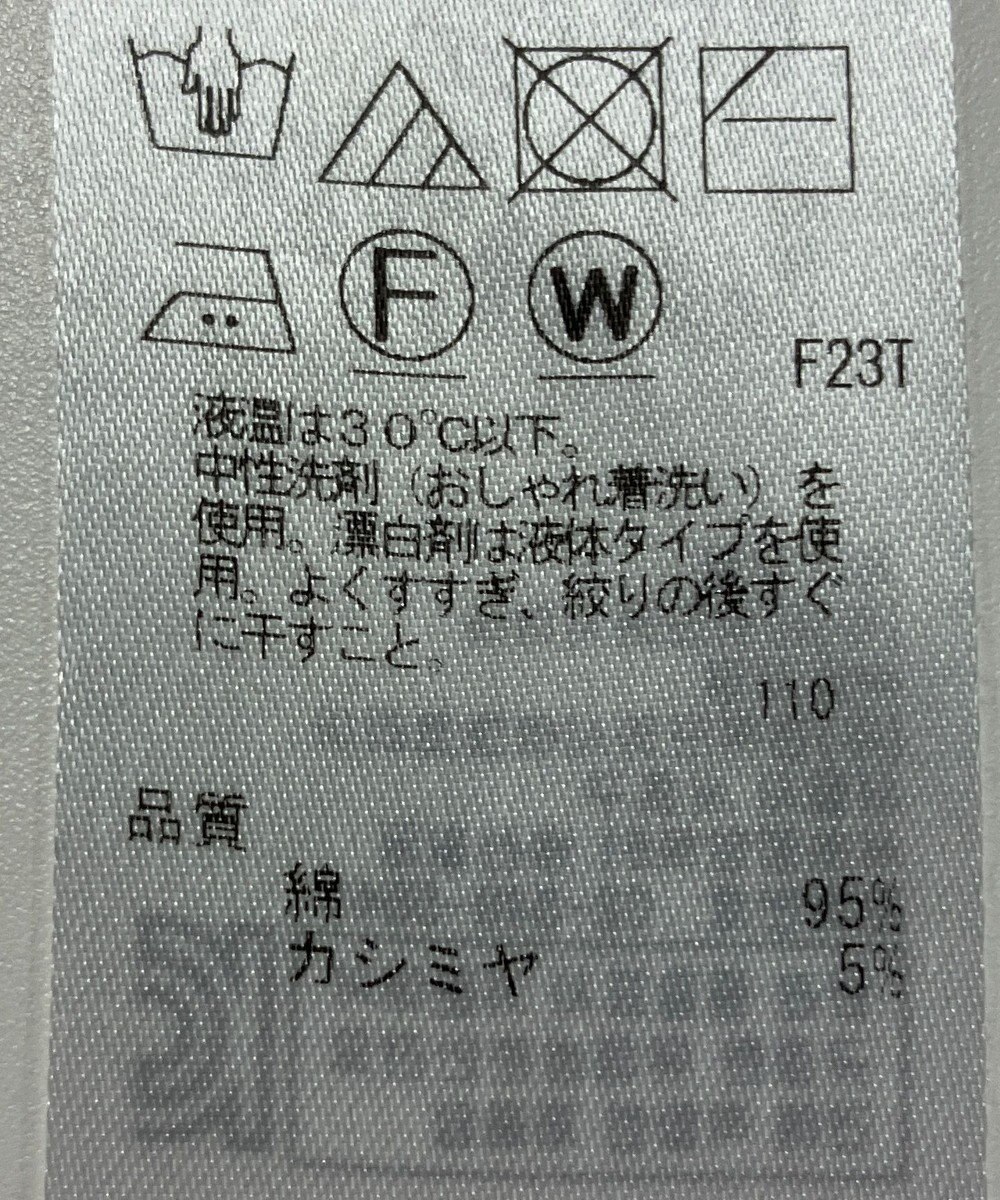 F W
F23T
液温は30℃以下。
中性洗剤（おしゃれ着洗い）を
使用。漂白剤は液体タイプを使
用。よくすすぎ、絞りの後すぐ
に干すこと。
110
品質
綿 95%
カシミヤ 5%